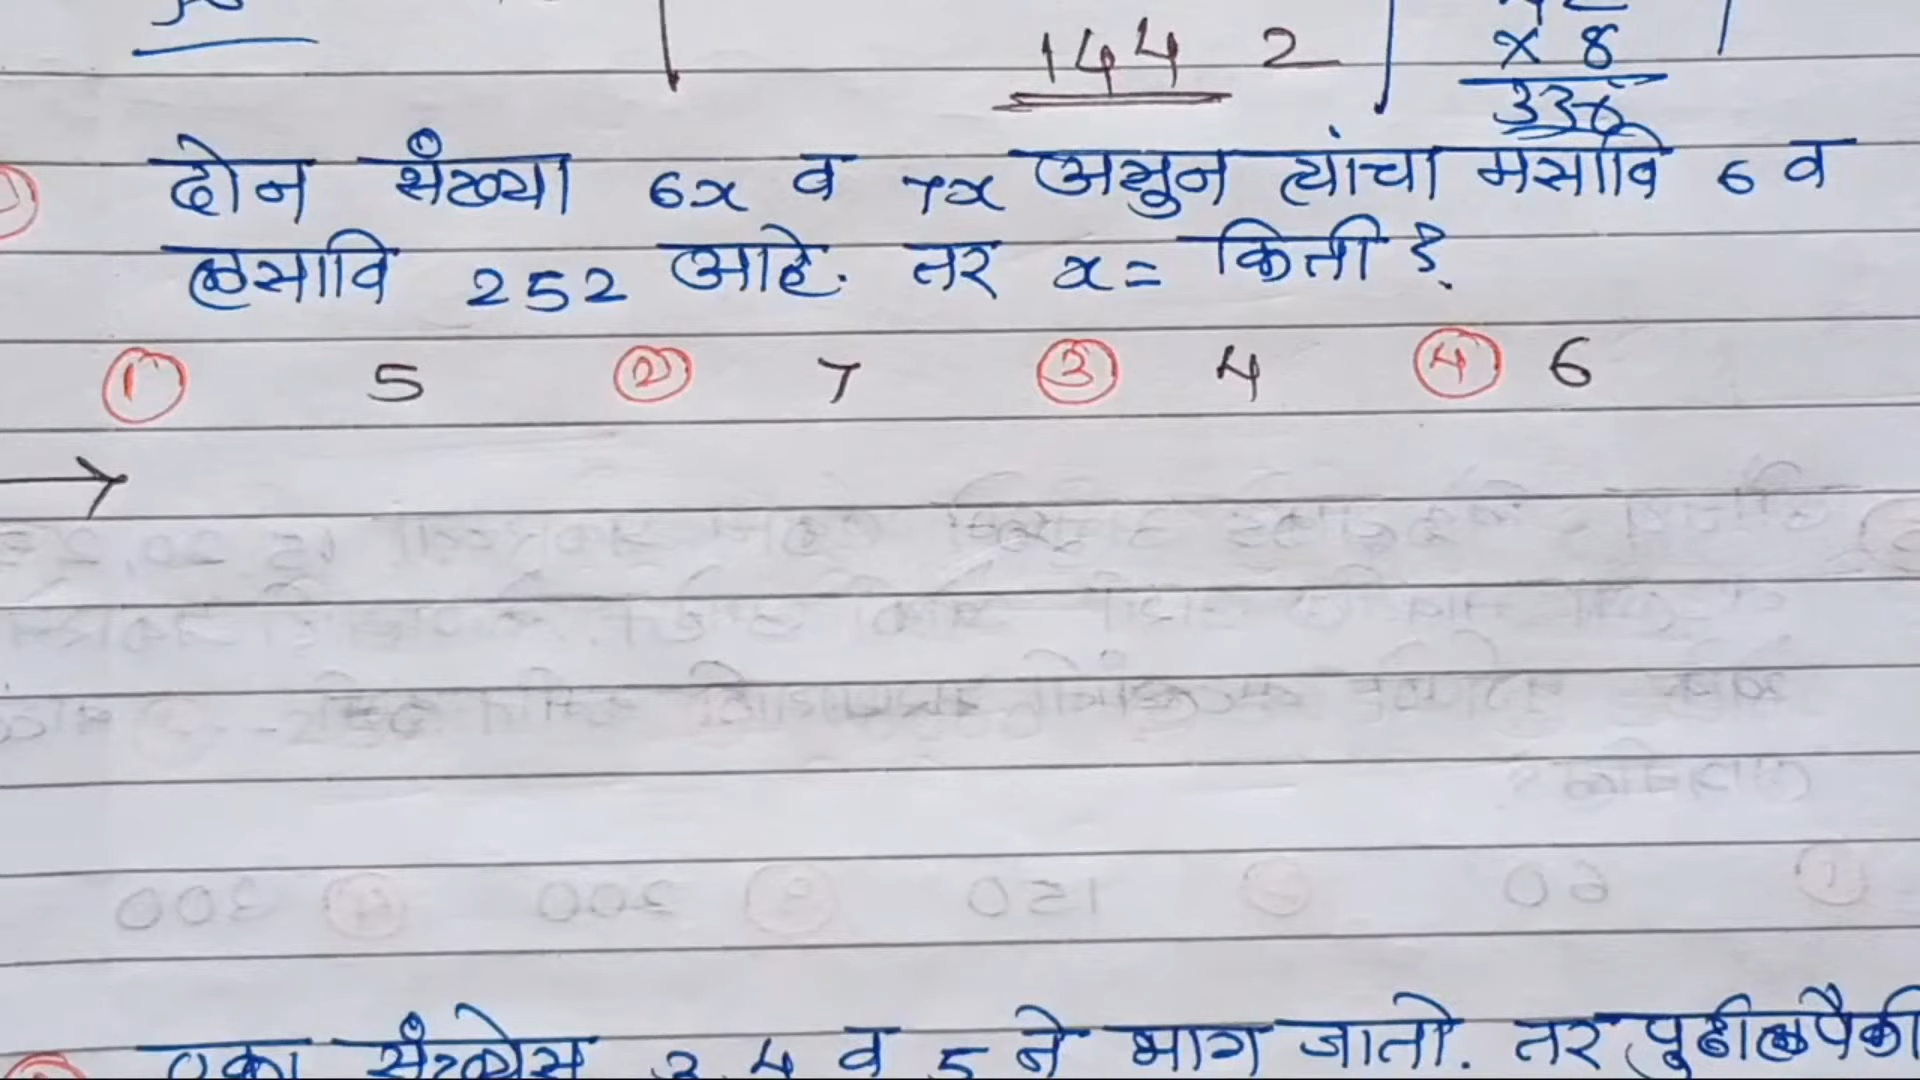 144 2
x 8
336
दोन संख्या 6x व 7x असुन त्यांचा मसावि 6 व
लसावि 252 आहे. तर x = किती ?
① 5 ② 7 ③ 4 ④ 6
→
एका संख्येस 3 4 व 5 ने भाग जातो. तर पुढीलपैकी